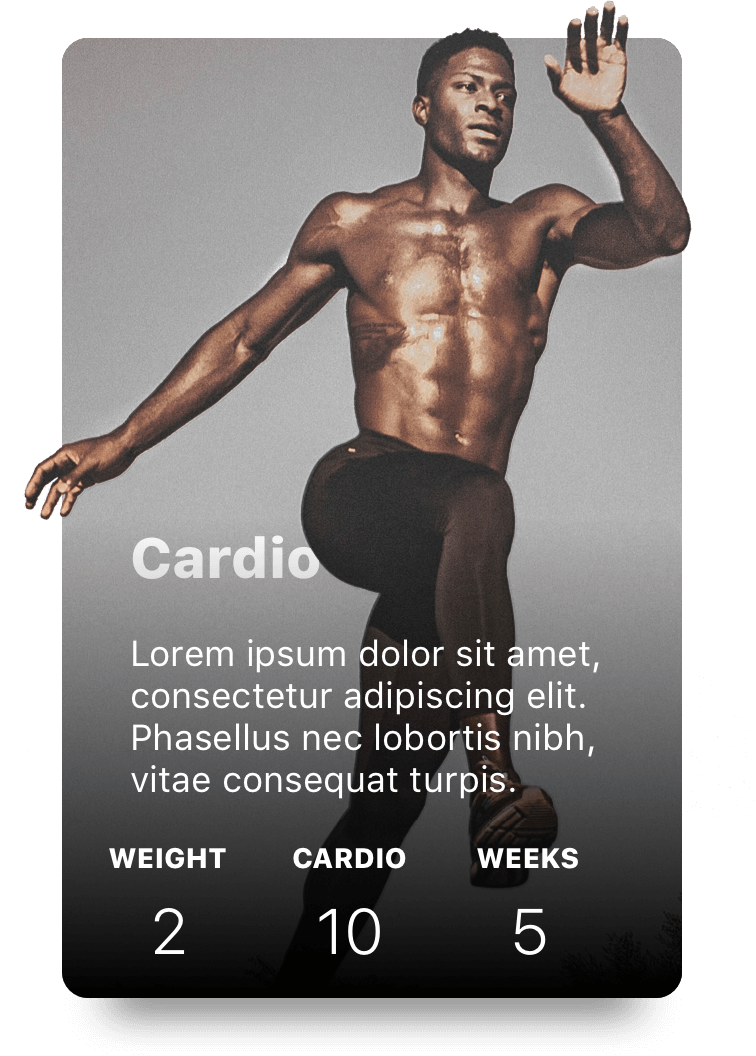 Cardio
Lorem ipsum dolor sit amet,
consectetur adipiscing elit.
Phasellus nec lobortis nibh,
vitae consequat turpis.
WEIGHT CARDIO WEEKS
2 10 5